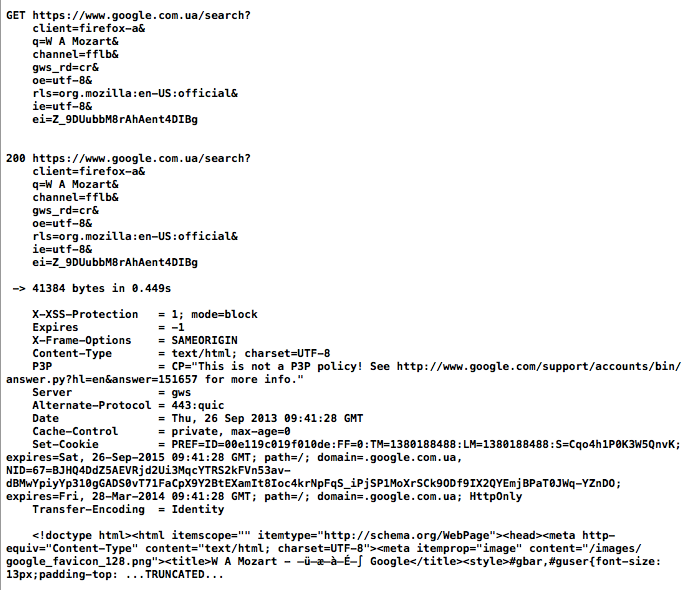 GET https://www.google.com.ua/search?
client=firefox-a&
q=W A Mozart&
channel=fflb&
gws_rd=cr&
oe=utf-8&
rls=org.mozilla:en-US:official&
ie=utf-8&
ei=Z_9DUubbM8rAhAent4DIBg
200 https://www.google.com.ua/search?
client=firefox-a&
q=W A Mozart&
channel=fflb&
gws_rd=cr&
oe=utf-8&
rls=org.mozilla:en-US:official&
ie=utf-8&
ei=Z_9DUubbM8rAhAent4DIBg
-> 41384 bytes in 0.449s
X-XSS-Protection = 1; mode=block
Expires = -1
X-Frame-Options = SAMEORIGIN
Content-Type = text/html; charset=UTF-8
P3P = CP="This is not a P3P policy! See http://www.google.com/support/accounts/bin/
answer.py?hl=en&answer=151657 for more info."
Server = gws
Alternate-Protocol = 443:quic
Date = Thu, 26 Sep 2013 09:41:28 GMT
Cache-Control = private, max-age=0
Set-Cookie = PREF=ID=00e119c019f010de:FF=0:TM=1380188488:LM=1380188488:S=Cqo4h1P0K3W5QnvK;
expires=Sat, 26-Sep-2015 09:41:28 GMT; path=/; domain=.google.com.ua,
NID=67=BJHQ4DdZ5AEVRjd2Ui3MqcYTRS2kFVn53av-
dBMwYpiyYp310gGADS0vT71FaCpX9Y2BtEXamIt8Ioc4krNpFqS_iPjSP1MoXrSCk9ODf9IX2QYEmjBPaT0JWq-YZnDO;
expires=Fri, 28-Mar-2014 09:41:28 GMT; path=/; domain=.google.com.ua; HttpOnly
Transfer-Encoding = Identity
<!doctype html><html itemscope="" itemtype="http://schema.org/WebPage"><head><meta http-
equiv="Content-Type" content="text/html; charset=UTF-8"><meta itemprop="image" content="/images/
google_favicon_128.png"><title>W A Mozart - –ü–æ–à–É–∫ Google</title><style>#gbar,#guser{font-size:
13px;padding-top: ...TRUNCATED...